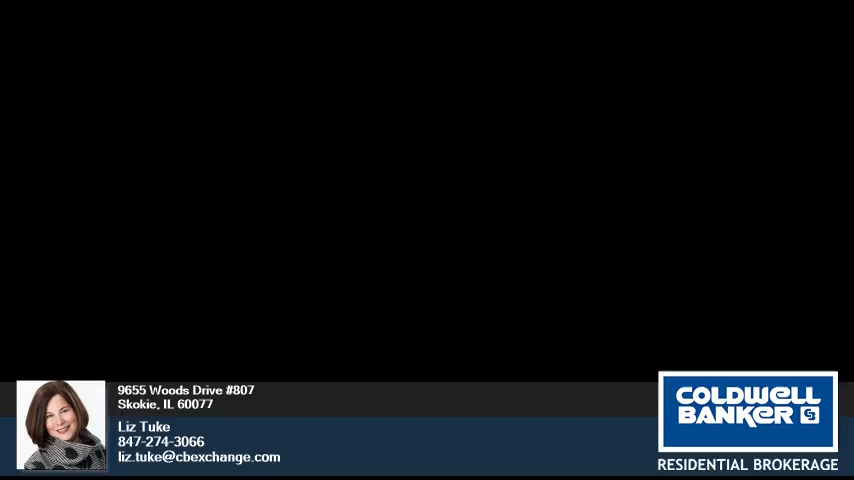 9655 Woods Drive #807
Skokie, IL 60077
Liz Tuke
847-274-3066
liz.tuke@cbexchange.com
COLDWELL
BANKER CB
RESIDENTIAL BROKERAGE